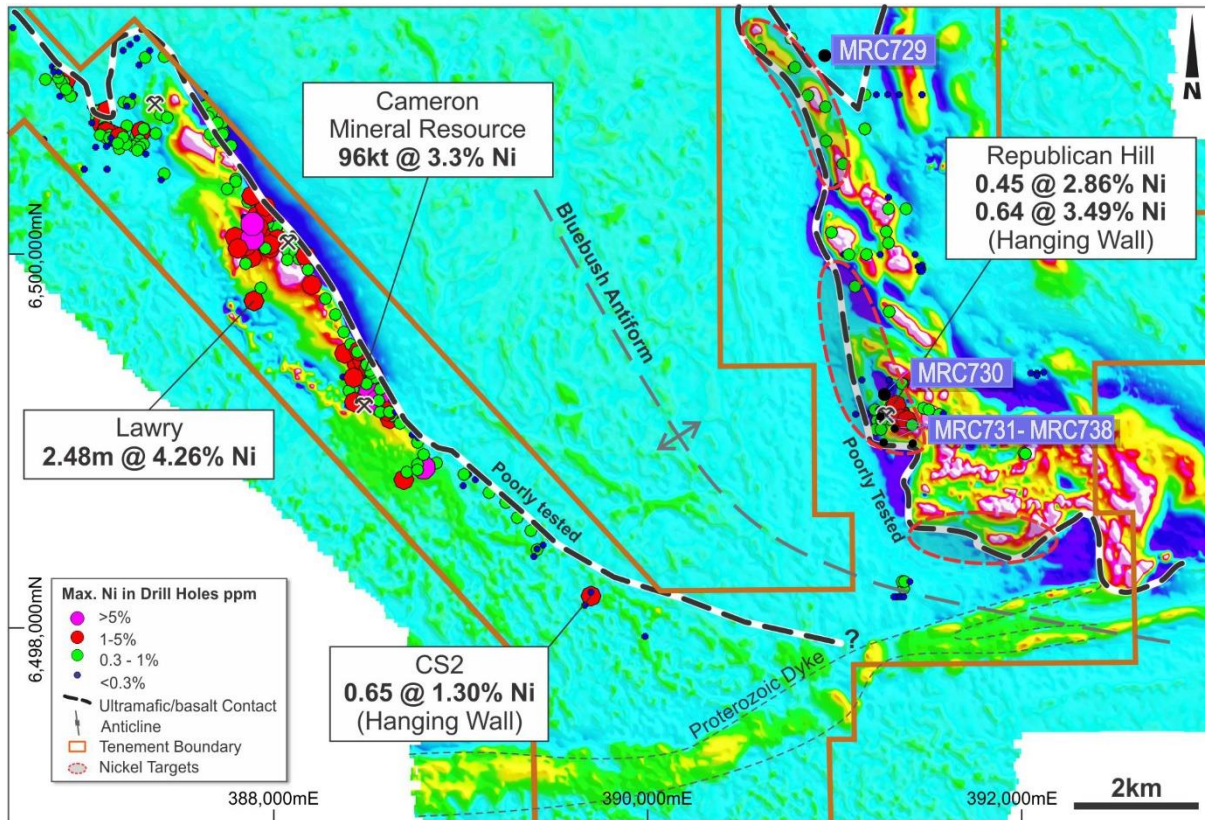 MRC729
N
Cameron
Mineral Resource
96kt @ 3.3% Ni
Republican Hill
0.45 @ 2.86% Ni
0.64 @ 3.49% Ni
(Hanging Wall)
6,500,000mN
Bluebush Antiform
MRC730
Lawry
2.48m @ 4.26% Ni
MRC731- MRC738
Poorly tested
Poorly Tested
6,498,000mN
Max. Ni in Drill Holes ppm
>5%
1-5%
0.3 - 1%
<0.3%
Ultramafic/basalt Contact
Anticline
Tenement Boundary
Nickel Targets
CS2
0.65 @ 1.30% Ni
(Hanging Wall)
?
Proterozoic Dyke
388,000mE
390,000mE
392,000mE
2km